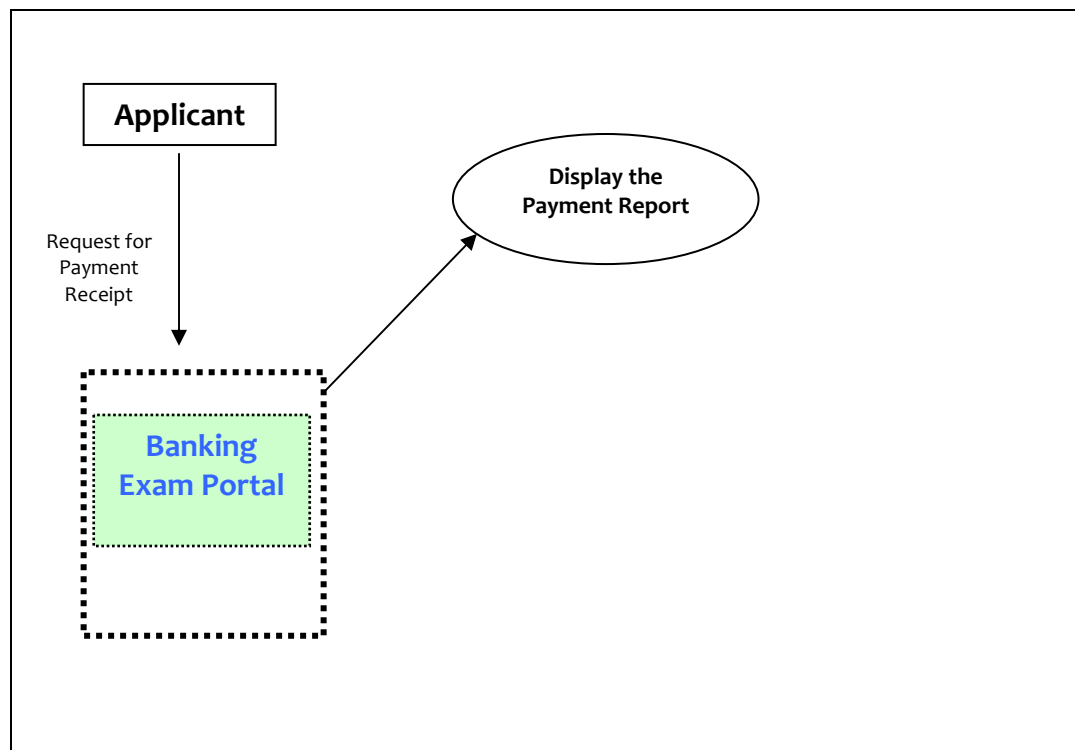 Applicant
Display the
Payment Report
Request for
Payment
Receipt
Banking
Exam Portal